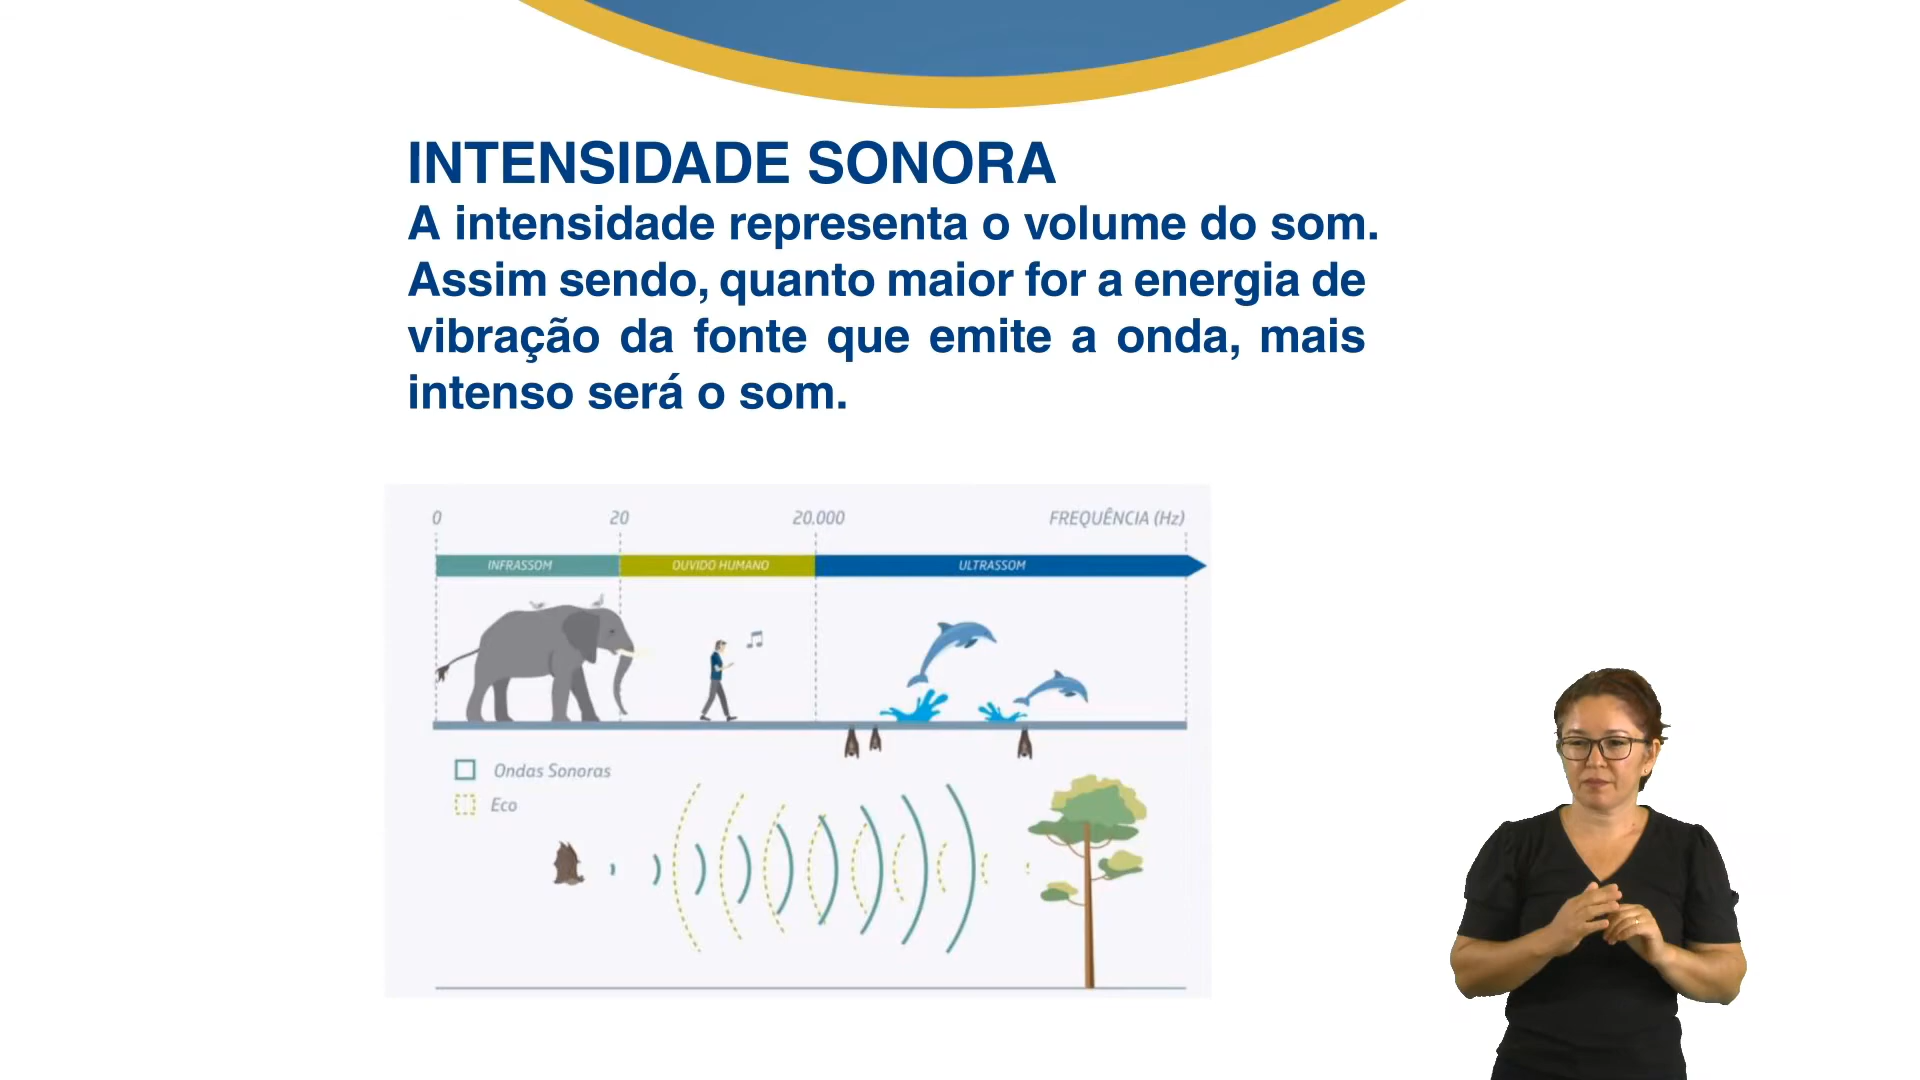 INTENSIDADE SONORA
A intensidade representa o volume do som.
Assim sendo, quanto maior for a energia de
vibração da fonte que emite a onda, mais
intenso será o som.
0 20 20.000 FREQUÊNCIA (Hz)
INFRASSOM OUVIDO HUMANO ULTRASSOM
Ondas Sonoras
Eco